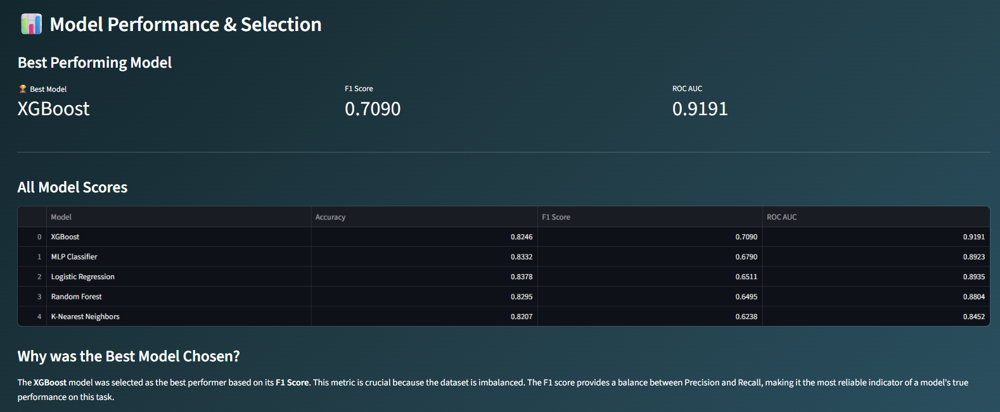 Model Performance & Selection
Best Performing Model
Best Model
F1 Score
ROC AUC
XGBoost
0.7090
0.9191
All Model Scores
Model Accuracy F1 Score ROC AUC
0 XGBoost 0.8246 0.7090 0.9191
1 MLP Classifier 0.8332 0.6790 0.8923
2 Logistic Regression 0.8378 0.6511 0.8935
3 Random Forest 0.8295 0.6495 0.8804
4 K-Nearest Neighbors 0.8207 0.6238 0.8452
Why was the Best Model Chosen?
The XGBoost model was selected as the best performer based on its F1 Score. This metric is crucial because the dataset is imbalanced. The F1 score provides a balance between Precision and Recall, making it the most reliable indicator of a model's true
performance on this task.